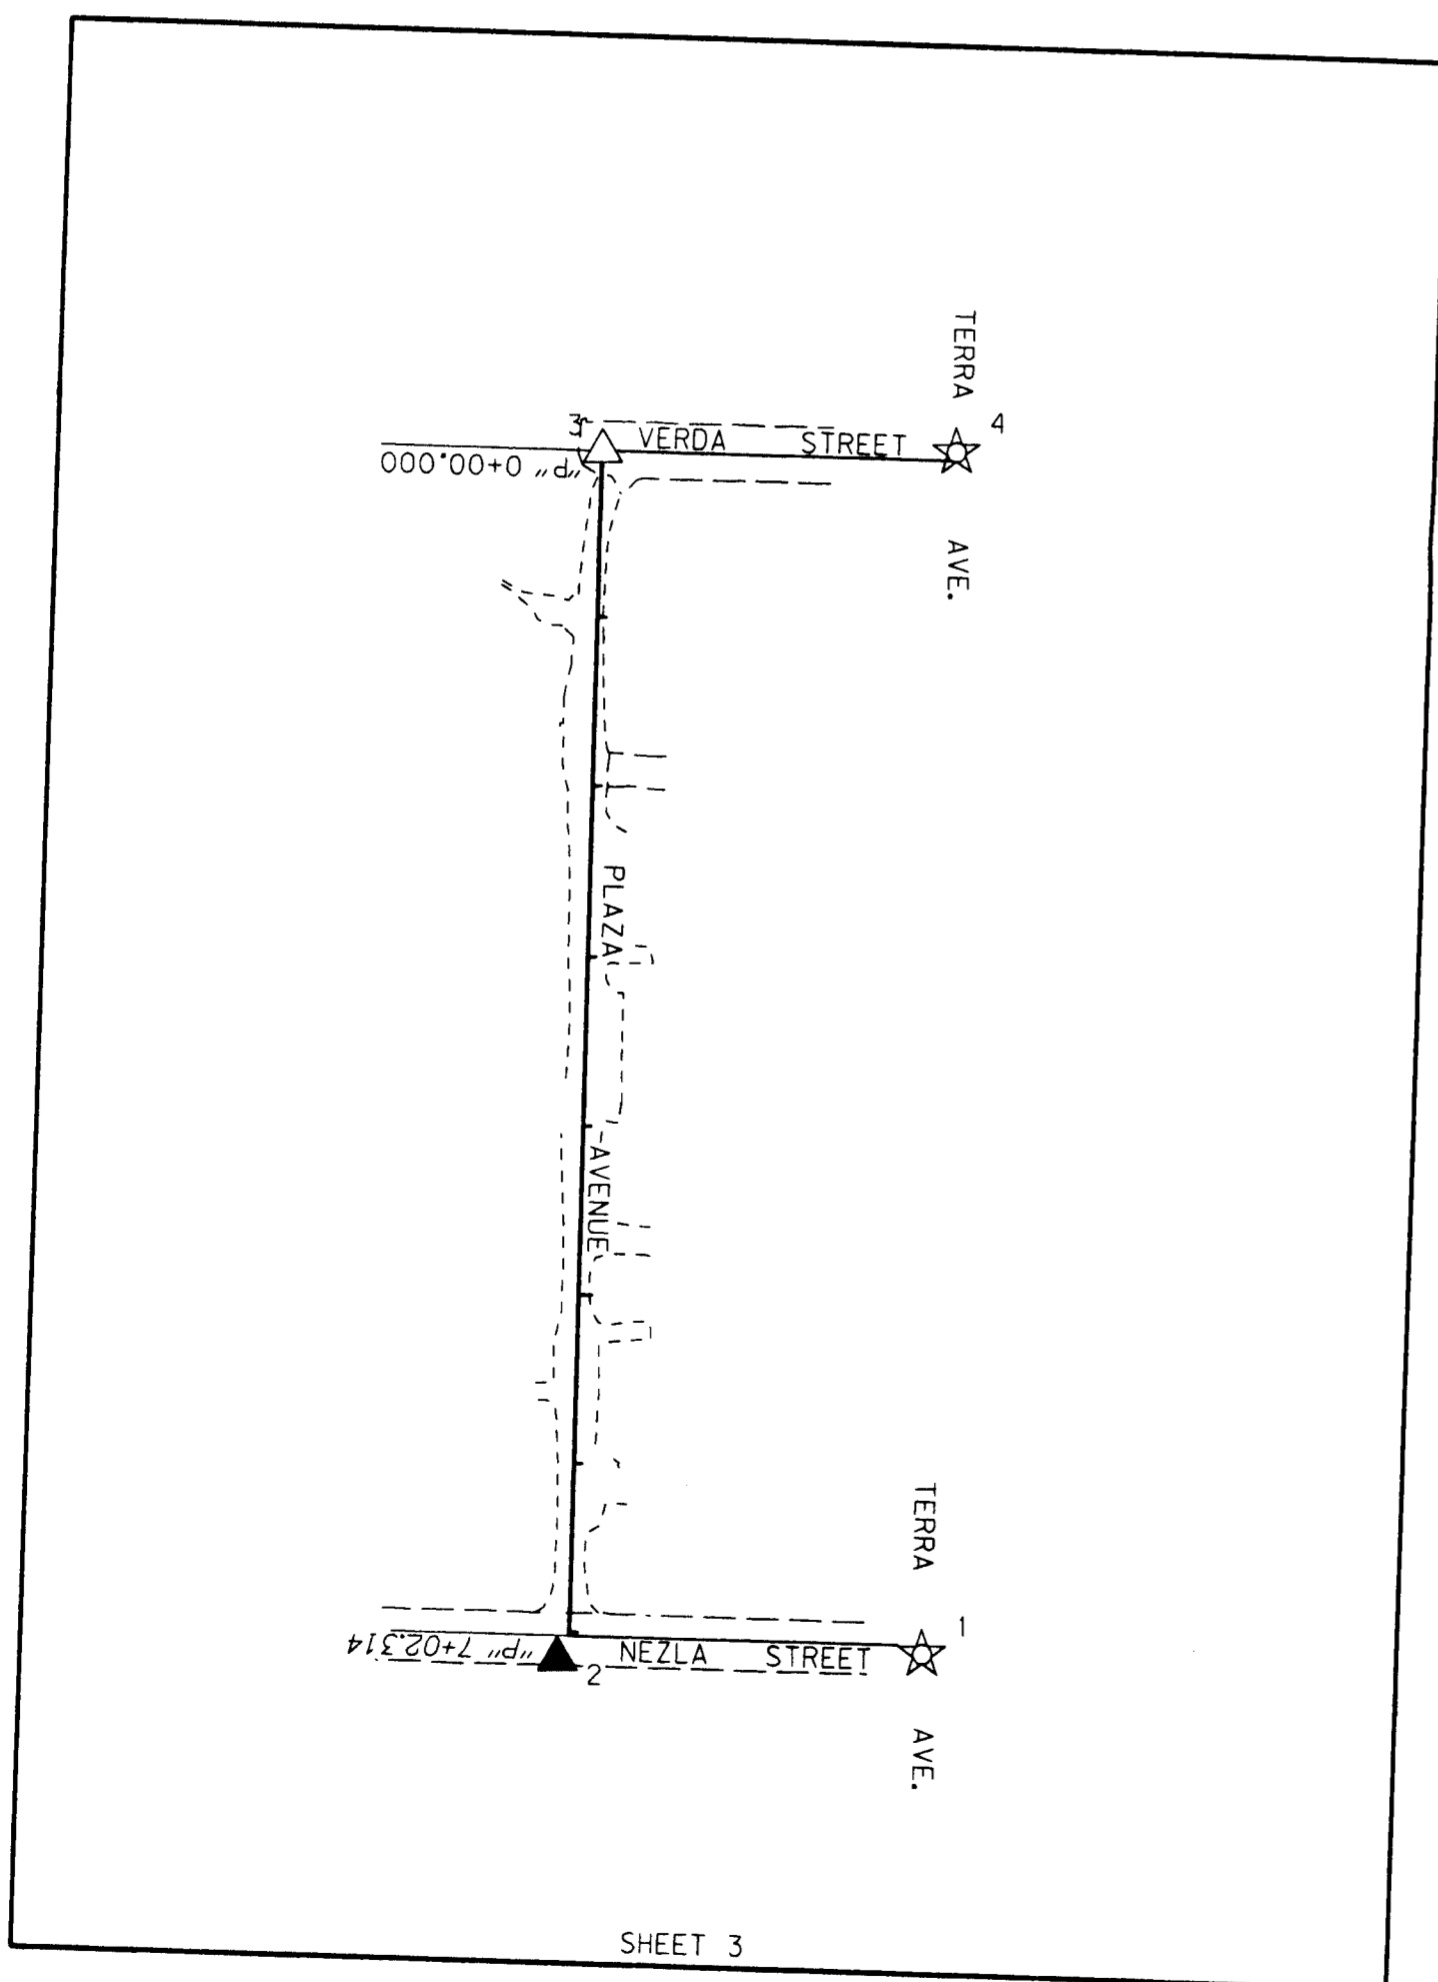 TERRA
4
3
VERDA STREET
"P" 0+00.000
AVE.
PLAZA
AVENUE
TERRA
1
"P" 7+02.314
NEZLA STREET
2
AVE.
SHEET 3